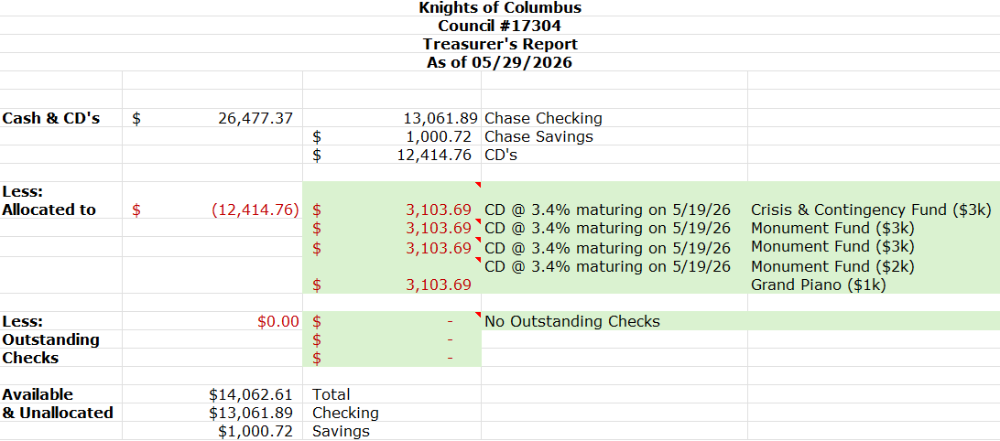 Knights of Columbus
Council #17304
Treasurer's Report
As of 05/29/2026
Cash & CD's $ 26,477.37 13,061.89 Chase Checking
$ 1,000.72 Chase Savings
$ 12,414.76 CD's
Less:
Allocated to $ (12,414.76) $ 3,103.69 CD @ 3.4% maturing on 5/19/26 Crisis & Contingency Fund ($3k)
$ 3,103.69 CD @ 3.4% maturing on 5/19/26 Monument Fund ($3k)
$ 3,103.69 CD @ 3.4% maturing on 5/19/26 Monument Fund ($3k)
CD @ 3.4% maturing on 5/19/26 Monument Fund ($2k)
$ 3,103.69 Grand Piano ($1k)
Less: $0.00 $ - No Outstanding Checks
Outstanding $ -
Checks $ -
Available $14,062.61 Total
& Unallocated $13,061.89 Checking
$1,000.72 Savings